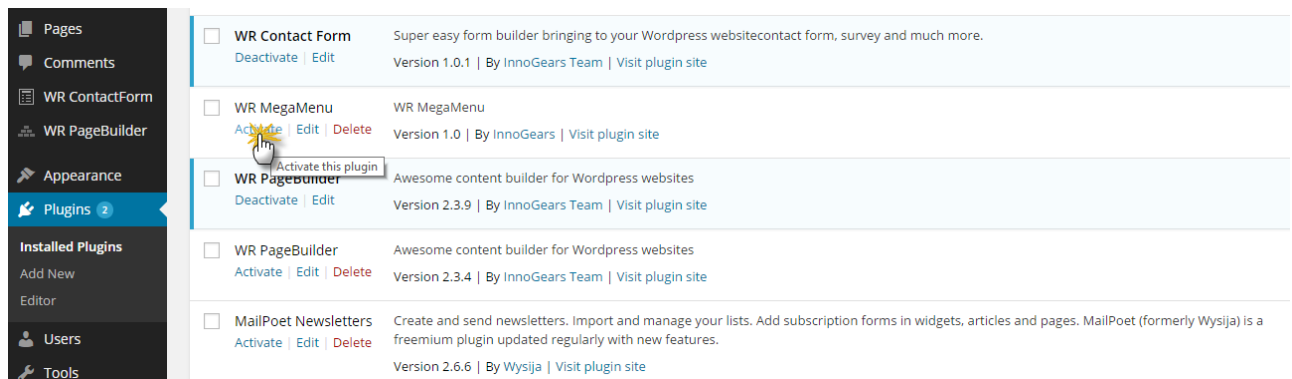 Pages
Comments
WR ContactForm
WR PageBuilder
Appearance
Plugins 2
Installed Plugins
Add New
Editor
Users
Tools
WR Contact Form
Deactivate | Edit
Super easy form builder bringing to your Wordpress websitecontact form, survey and much more.
Version 1.0.1 | By InnoGears Team | Visit plugin site
WR MegaMenu
Activate | Edit | Delete
WR MegaMenu
Version 1.0 | By InnoGears | Visit plugin site
Activate this plugin
WR PageBuilder
Deactivate | Edit
Awesome content builder for Wordpress websites
Version 2.3.9 | By InnoGears Team | Visit plugin site
WR PageBuilder
Activate | Edit | Delete
Awesome content builder for Wordpress websites
Version 2.3.4 | By InnoGears Team | Visit plugin site
MailPoet Newsletters
Activate | Edit | Delete
Create and send newsletters. Import and manage your lists. Add subscription forms in widgets, articles and pages. MailPoet (formerly Wysija) is a
freemium plugin updated regularly with new features.
Version 2.6.6 | By Wysija | Visit plugin site